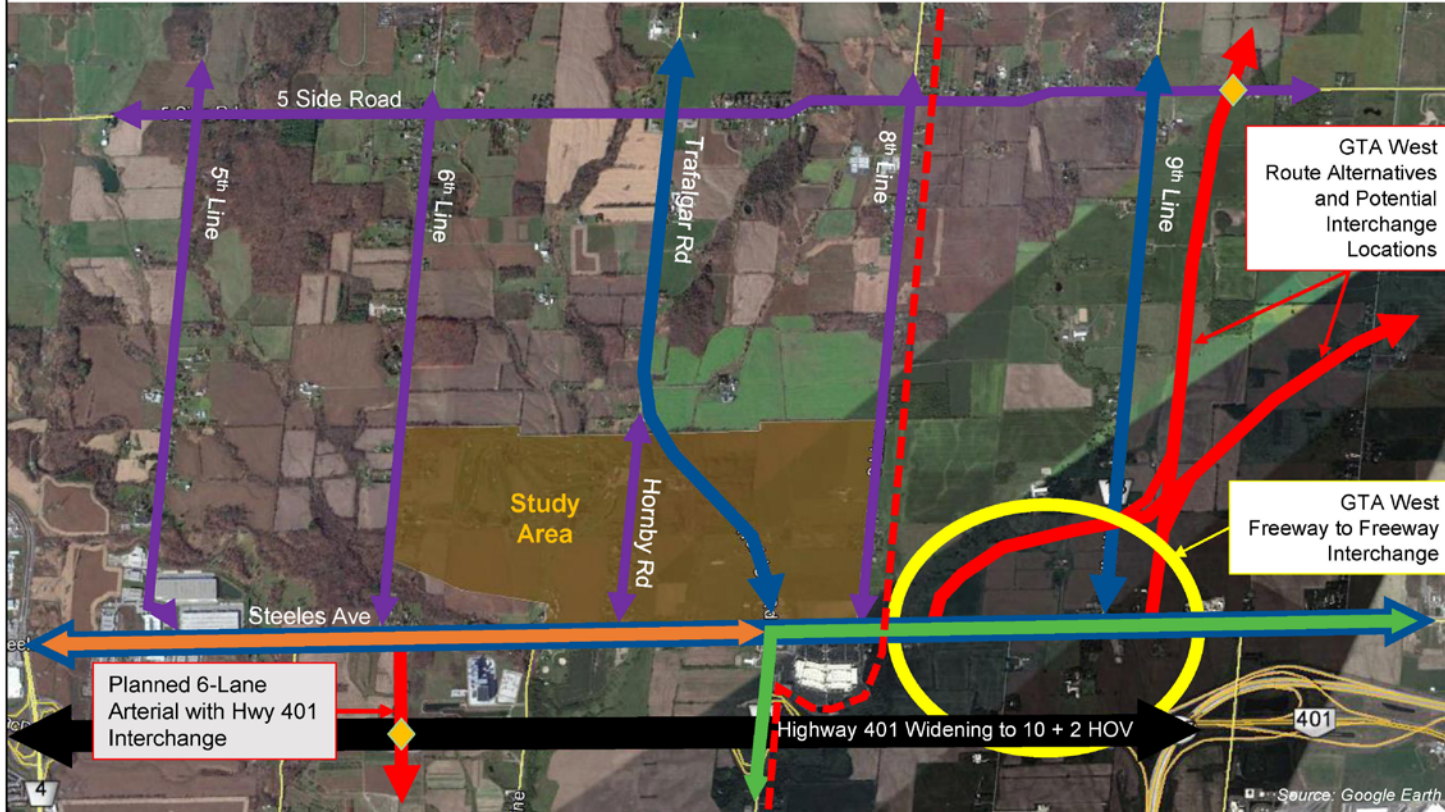 5 Side Road
5th Line
6th Line
Trafalgar Rd
8th Line
9th Line
GTA West
Route Alternatives
and Potential
Interchange
Locations
Study
Area
Hornby Rd
GTA West
Freeway to Freeway
Interchange
Steeles Ave
Planned 6-Lane
Arterial with Hwy 401
Interchange
Highway 401 Widening to 10 + 2 HOV
401
4
Source: Google Earth